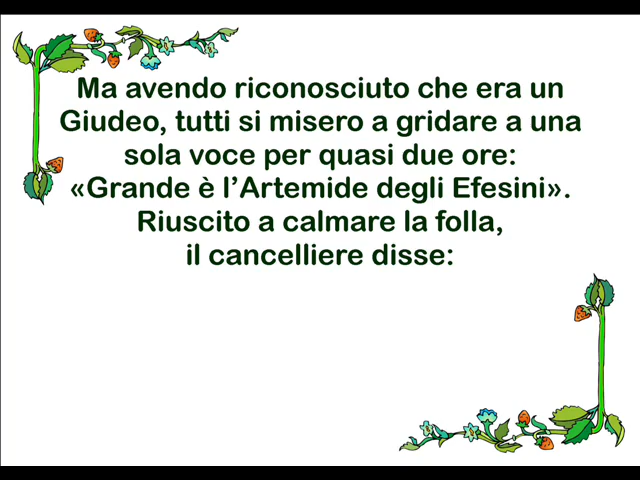 Ma avendo riconosciuto che era un
Giudeo, tutti si misero a gridare a una
sola voce per quasi due ore:
«Grande è l’Artemide degli Efesini».
Riuscito a calmare la folla,
il cancelliere disse: